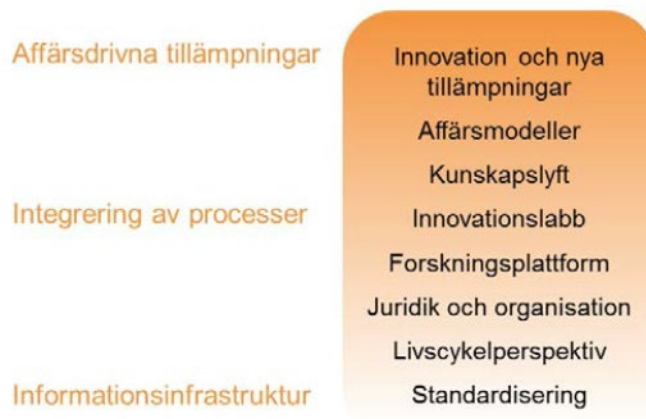 Affärsdrivna tillämpningar
Innovation och nya
tillämpningar
Affärsmodeller
Kunskapslyft
Integrering av processer
Innovationslabb
Forskningsplattform
Juridik och organisation
Livscykelperspektiv
Informationsinfrastruktur
Standardisering